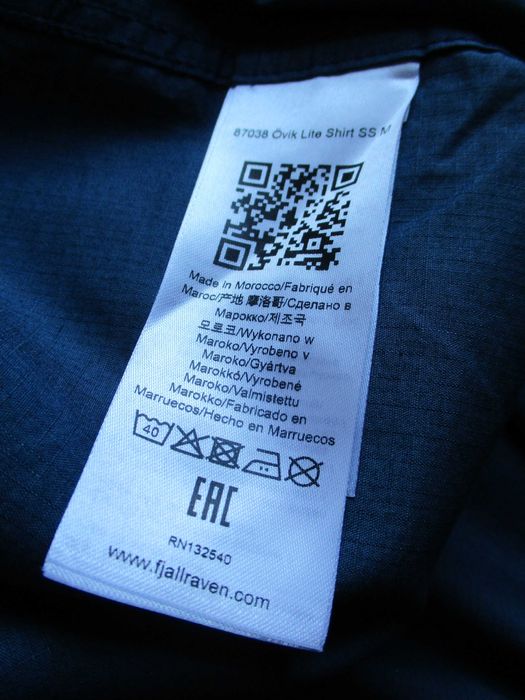 87038 Övik Lite Shirt SS M
Made in Morocco/Fabriqué en
Maroc/产地 摩洛哥/Сделано в
Марокко/제조국
모로코/Wykonano w
Maroko/Vyrobeno v
Maroko/Gyártva
Marokkó/Vyrobené
Maroko/Valmistettu
Marokko/Fabricado en
Marruecos/Hecho en Marruecos
40
EAC
RN132540
www.fjallraven.com